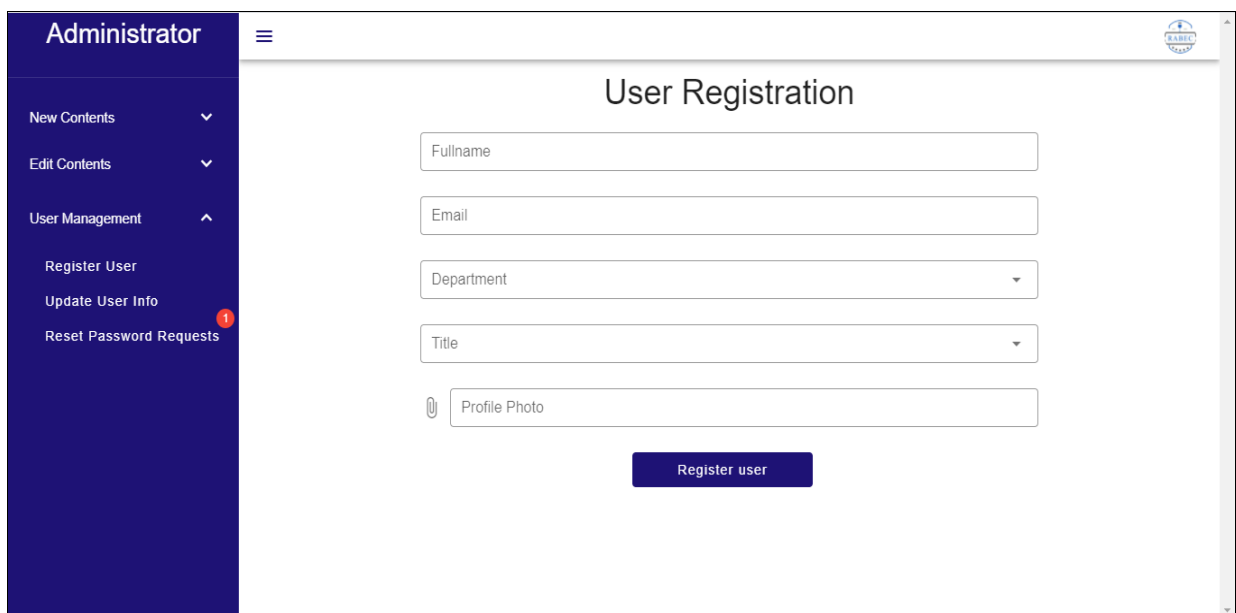 Administrator
RABEC
User Registration
New Contents
Edit Contents
User Management
Register User
Update User Info
1
Reset Password Requests
Fullname
Email
Department
Title
Profile Photo
Register user